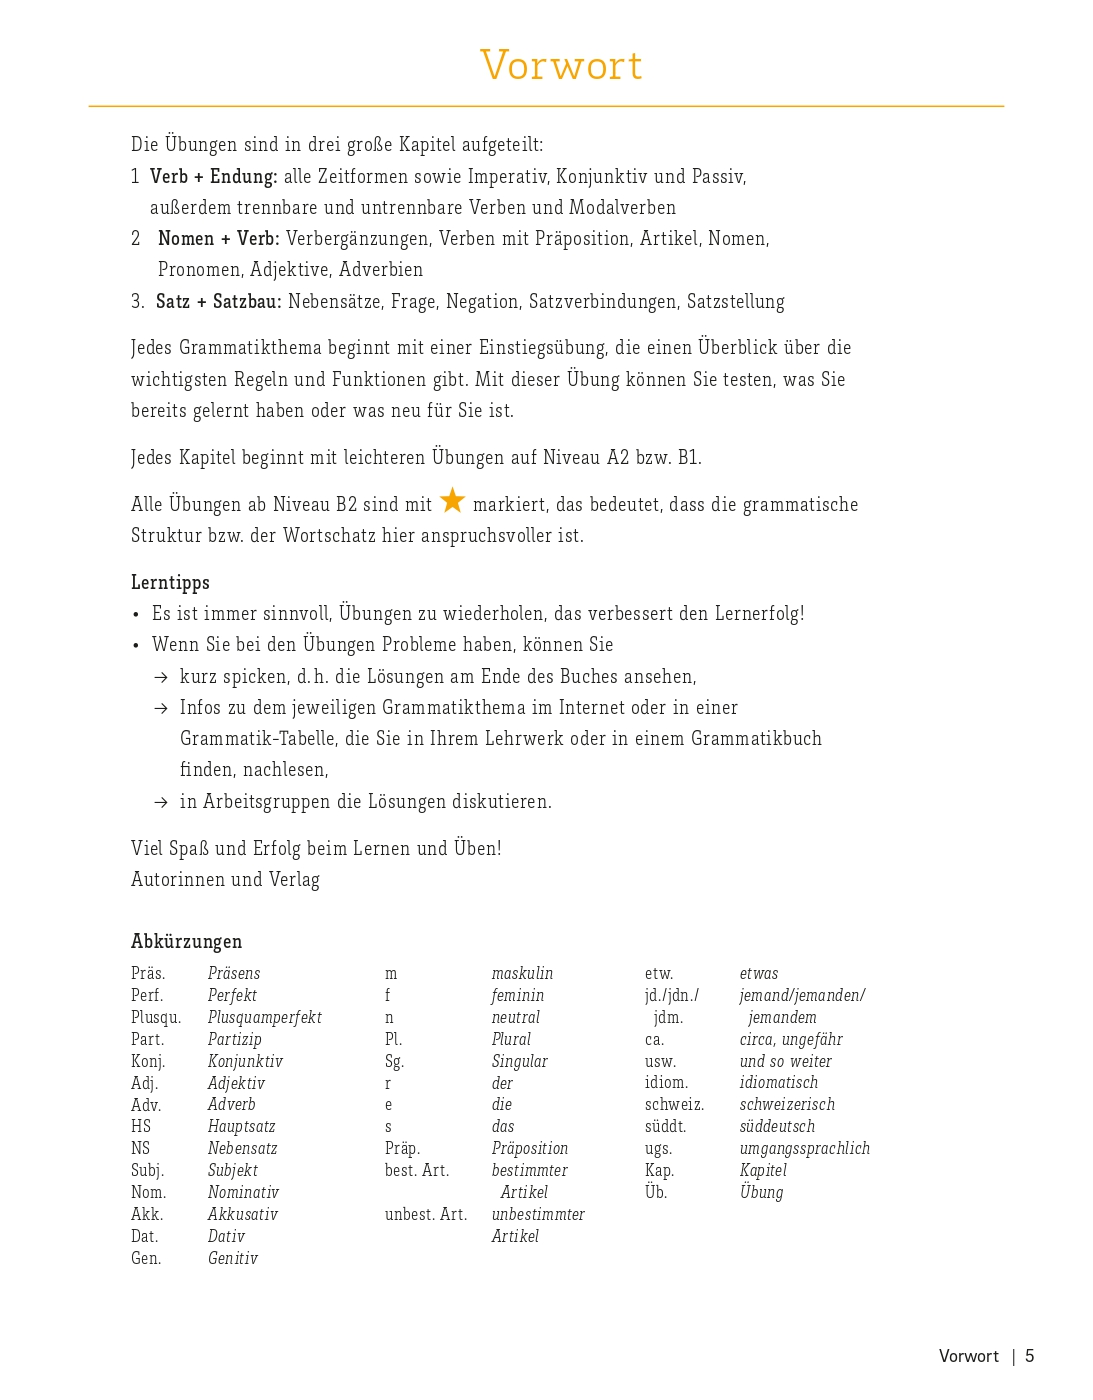 Vorwort
Die Übungen sind in drei große Kapitel aufgeteilt:
1 Verb + Endung: alle Zeitformen sowie Imperativ, Konjunktiv und Passiv,
außerdem trennbare und untrennbare Verben und Modalverben
2 Nomen + Verb: Verbergänzungen, Verben mit Präposition, Artikel, Nomen,
Pronomen, Adjektive, Adverbien
3. Satz + Satzbau: Nebensätze, Frage, Negation, Satzverbindungen, Satzstellung
Jedes Grammatikthema beginnt mit einer Einstiegsübung, die einen Überblick über die
wichtigsten Regeln und Funktionen gibt. Mit dieser Übung können Sie testen, was Sie
bereits gelernt haben oder was neu für Sie ist.
Jedes Kapitel beginnt mit leichteren Übungen auf Niveau A2 bzw. B1.
Alle Übungen ab Niveau B2 sind mit ★ markiert, das bedeutet, dass die grammatische
Struktur bzw. der Wortschatz hier anspruchsvoller ist.
Lerntipps
• Es ist immer sinnvoll, Übungen zu wiederholen, das verbessert den Lernerfolg!
• Wenn Sie bei den Übungen Probleme haben, können Sie
→ kurz spicken, d. h. die Lösungen am Ende des Buches ansehen,
→ Infos zu dem jeweiligen Grammatikthema im Internet oder in einer
Grammatik-Tabelle, die Sie in Ihrem Lehrwerk oder in einem Grammatikbuch
finden, nachlesen,
→ in Arbeitsgruppen die Lösungen diskutieren.
Viel Spaß und Erfolg beim Lernen und Üben!
Autorinnen und Verlag
Abkürzungen
Präs. Präsens
Perf. Perfekt
Plusqu. Plusquamperfekt
Part. Partizip
Konj. Konjunktiv
Adj. Adjektiv
Adv. Adverb
HS Hauptsatz
NS Nebensatz
Subj. Subjekt
Nom. Nominativ
Akk. Akkusativ
Dat. Dativ
Gen. Genitiv
m maskulin
f feminin
n neutral
Pl. Plural
Sg. Singular
r der
e die
s das
Präp. Präposition
best. Art. bestimmter
Artikel
unbest. Art. unbestimmter
Artikel
etw. etwas
jd./jdn./ jemand/jemanden/
jdm. jemandem
ca. circa, ungefähr
usw. und so weiter
idiom. idiomatisch
schweiz. schweizerisch
süddt. süddeutsch
ugs. umgangssprachlich
Kap. Kapitel
Üb. Übung
Vorwort | 5